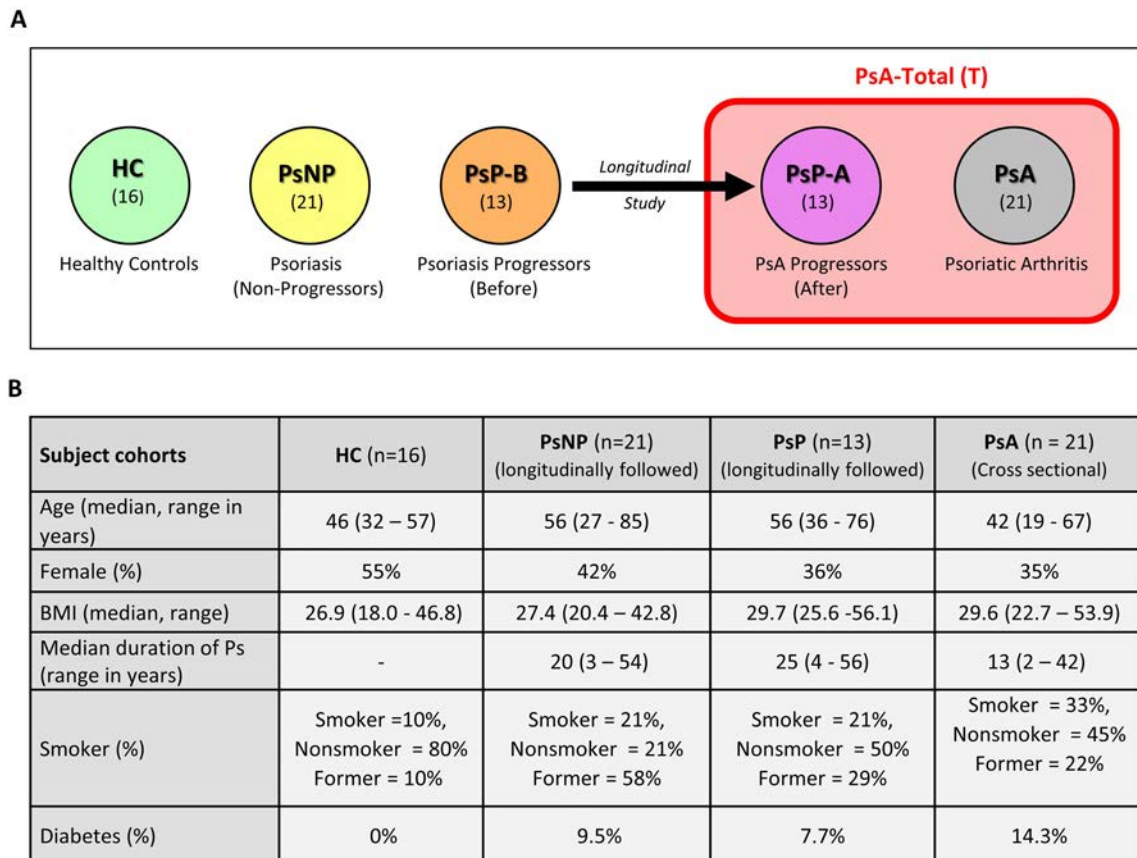 A
PsA-Total (T)
HC
(16)
PsNP
(21)
PsP-B
(13)
Longitudinal
Study
PsP-A
(13)
PsA
(21)
Healthy Controls
Psoriasis
(Non-Progressors)
Psoriasis Progressors
(Before)
PsA Progressors
(After)
Psoriatic Arthritis
B
Subject cohorts
HC (n=16)
PsNP (n=21)
(longitudinally followed)
PsP (n=13)
(longitudinally followed)
PsA (n = 21)
(Cross sectional)
Age (median, range in
years)
46 (32 – 57)
56 (27 - 85)
56 (36 - 76)
42 (19 - 67)
Female (%)
55%
42%
36%
35%
BMI (median, range)
26.9 (18.0 - 46.8)
27.4 (20.4 – 42.8)
29.7 (25.6 -56.1)
29.6 (22.7 – 53.9)
Median duration of Ps
(range in years)
-
20 (3 – 54)
25 (4 - 56)
13 (2 – 42)
Smoker (%)
Smoker =10%,
Nonsmoker = 80%
Former = 10%
Smoker = 21%,
Nonsmoker = 21%
Former = 58%
Smoker = 21%,
Nonsmoker = 50%
Former = 29%
Smoker = 33%,
Nonsmoker = 45%
Former = 22%
Diabetes (%)
0%
9.5%
7.7%
14.3%